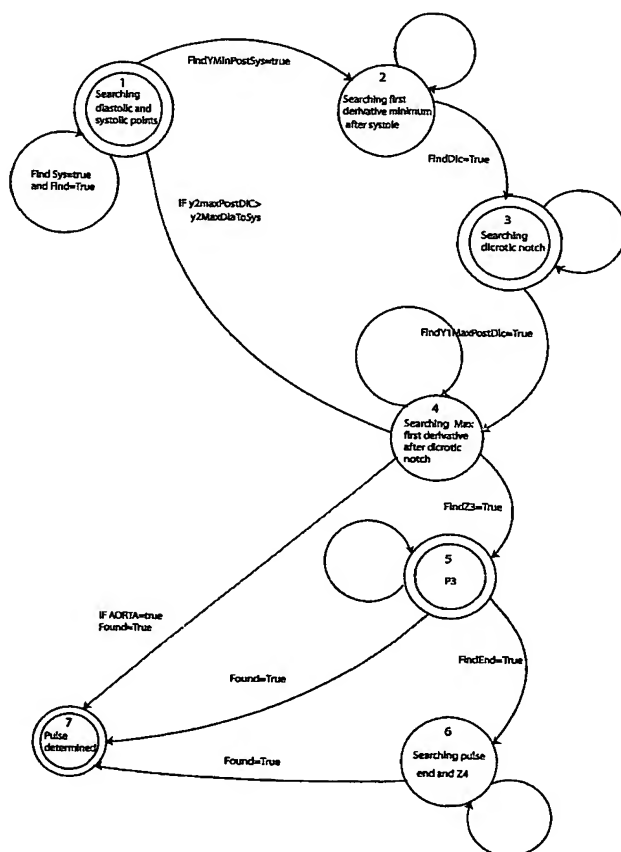 FindYMinPostSys=true
1
Searching
diastolic and
systolic points
2
Searching first
derivative minimum
after systole
Find Sys=true
and Find=True
FindDic=True
IF y2maxPostDIC>
y2MaxDiaToSys
3
Searching
dicrotic notch
FindY1MaxPostDic=True
4
Searching Max
first derivative
after dicrotic
notch
FindZ3=True
5
P3
IF AORTA=true
Found=True
FindEnd=True
Found=True
7
Pulse
determined
6
Searching pulse
end and Z4
Found=True